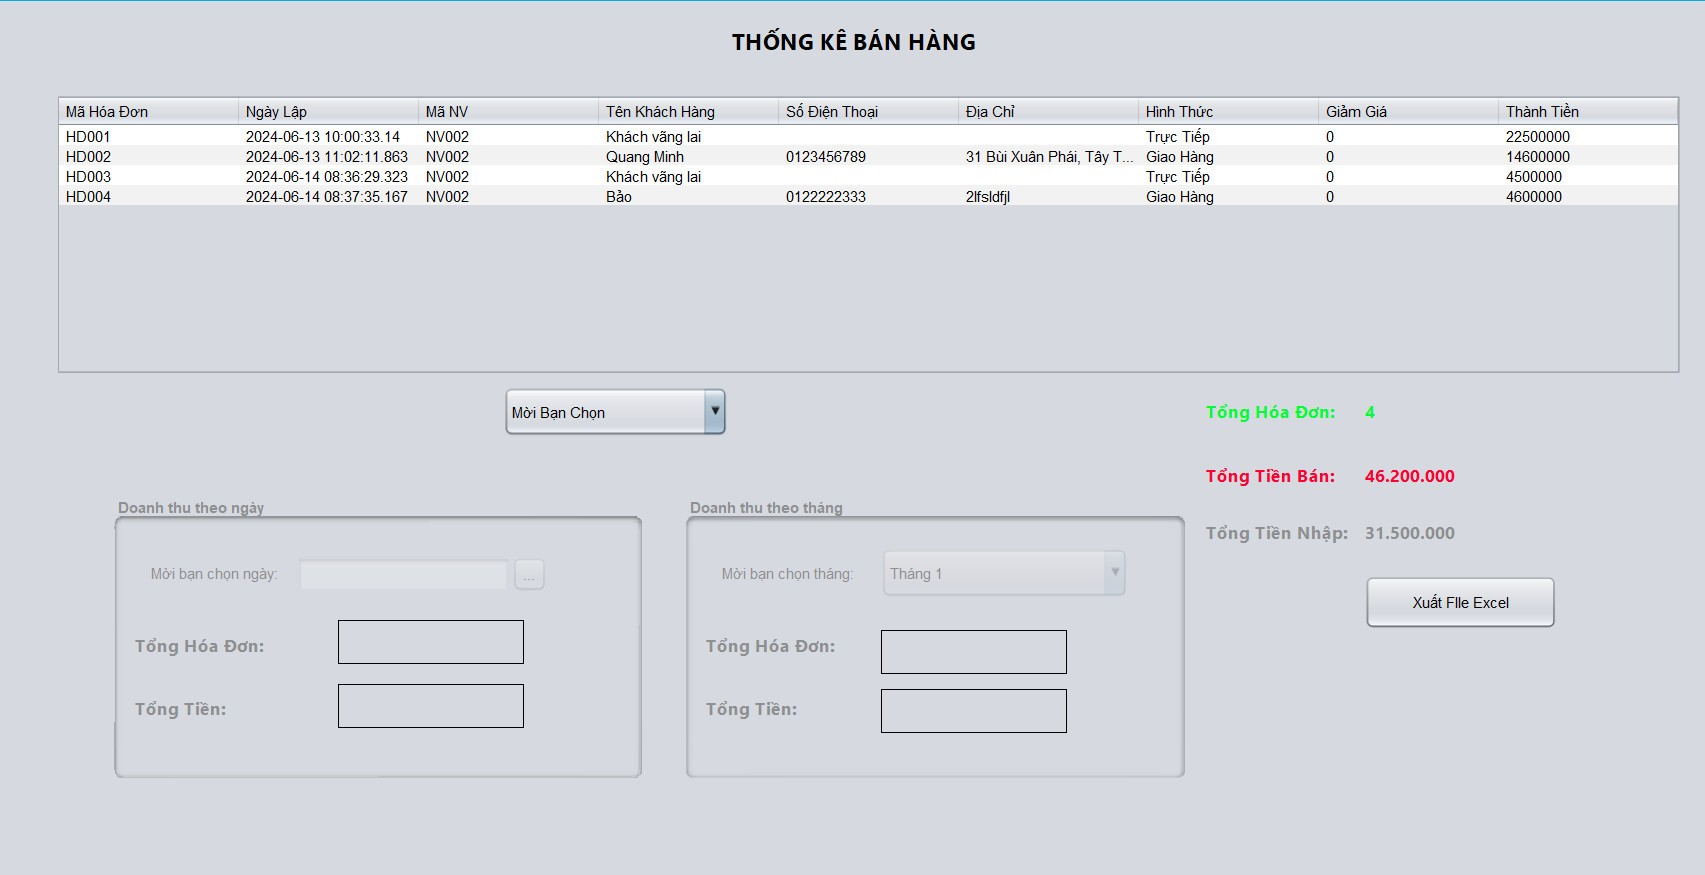 THỐNG KÊ BÁN HÀNG
Mã Hóa Đơn Ngày Lập Mã NV Tên Khách Hàng Số Điện Thoại Địa Chỉ Hình Thức Giảm Giá Thành Tiền
HD001 2024-06-13 10:00:33.14 NV002 Khách vãng lai Trực Tiếp 0 22500000
HD002 2024-06-13 11:02:11.863 NV002 Quang Minh 0123456789 31 Bùi Xuân Phái, Tây T... Giao Hàng 0 14600000
HD003 2024-06-14 08:36:29.323 NV002 Khách vãng lai Trực Tiếp 0 4500000
HD004 2024-06-14 08:37:35.167 NV002 Bảo 0122222333 2lfsldfjl Giao Hàng 0 4600000
Mời Bạn Chọn
Tổng Hóa Đơn: 4
Tổng Tiền Bán: 46.200.000
Tổng Tiền Nhập: 31.500.000
Xuất FIle Excel
Doanh thu theo ngày
Mời bạn chọn ngày: ...
Tổng Hóa Đơn:
Tổng Tiền:
Doanh thu theo tháng
Mời bạn chọn tháng: Tháng 1
Tổng Hóa Đơn:
Tổng Tiền: